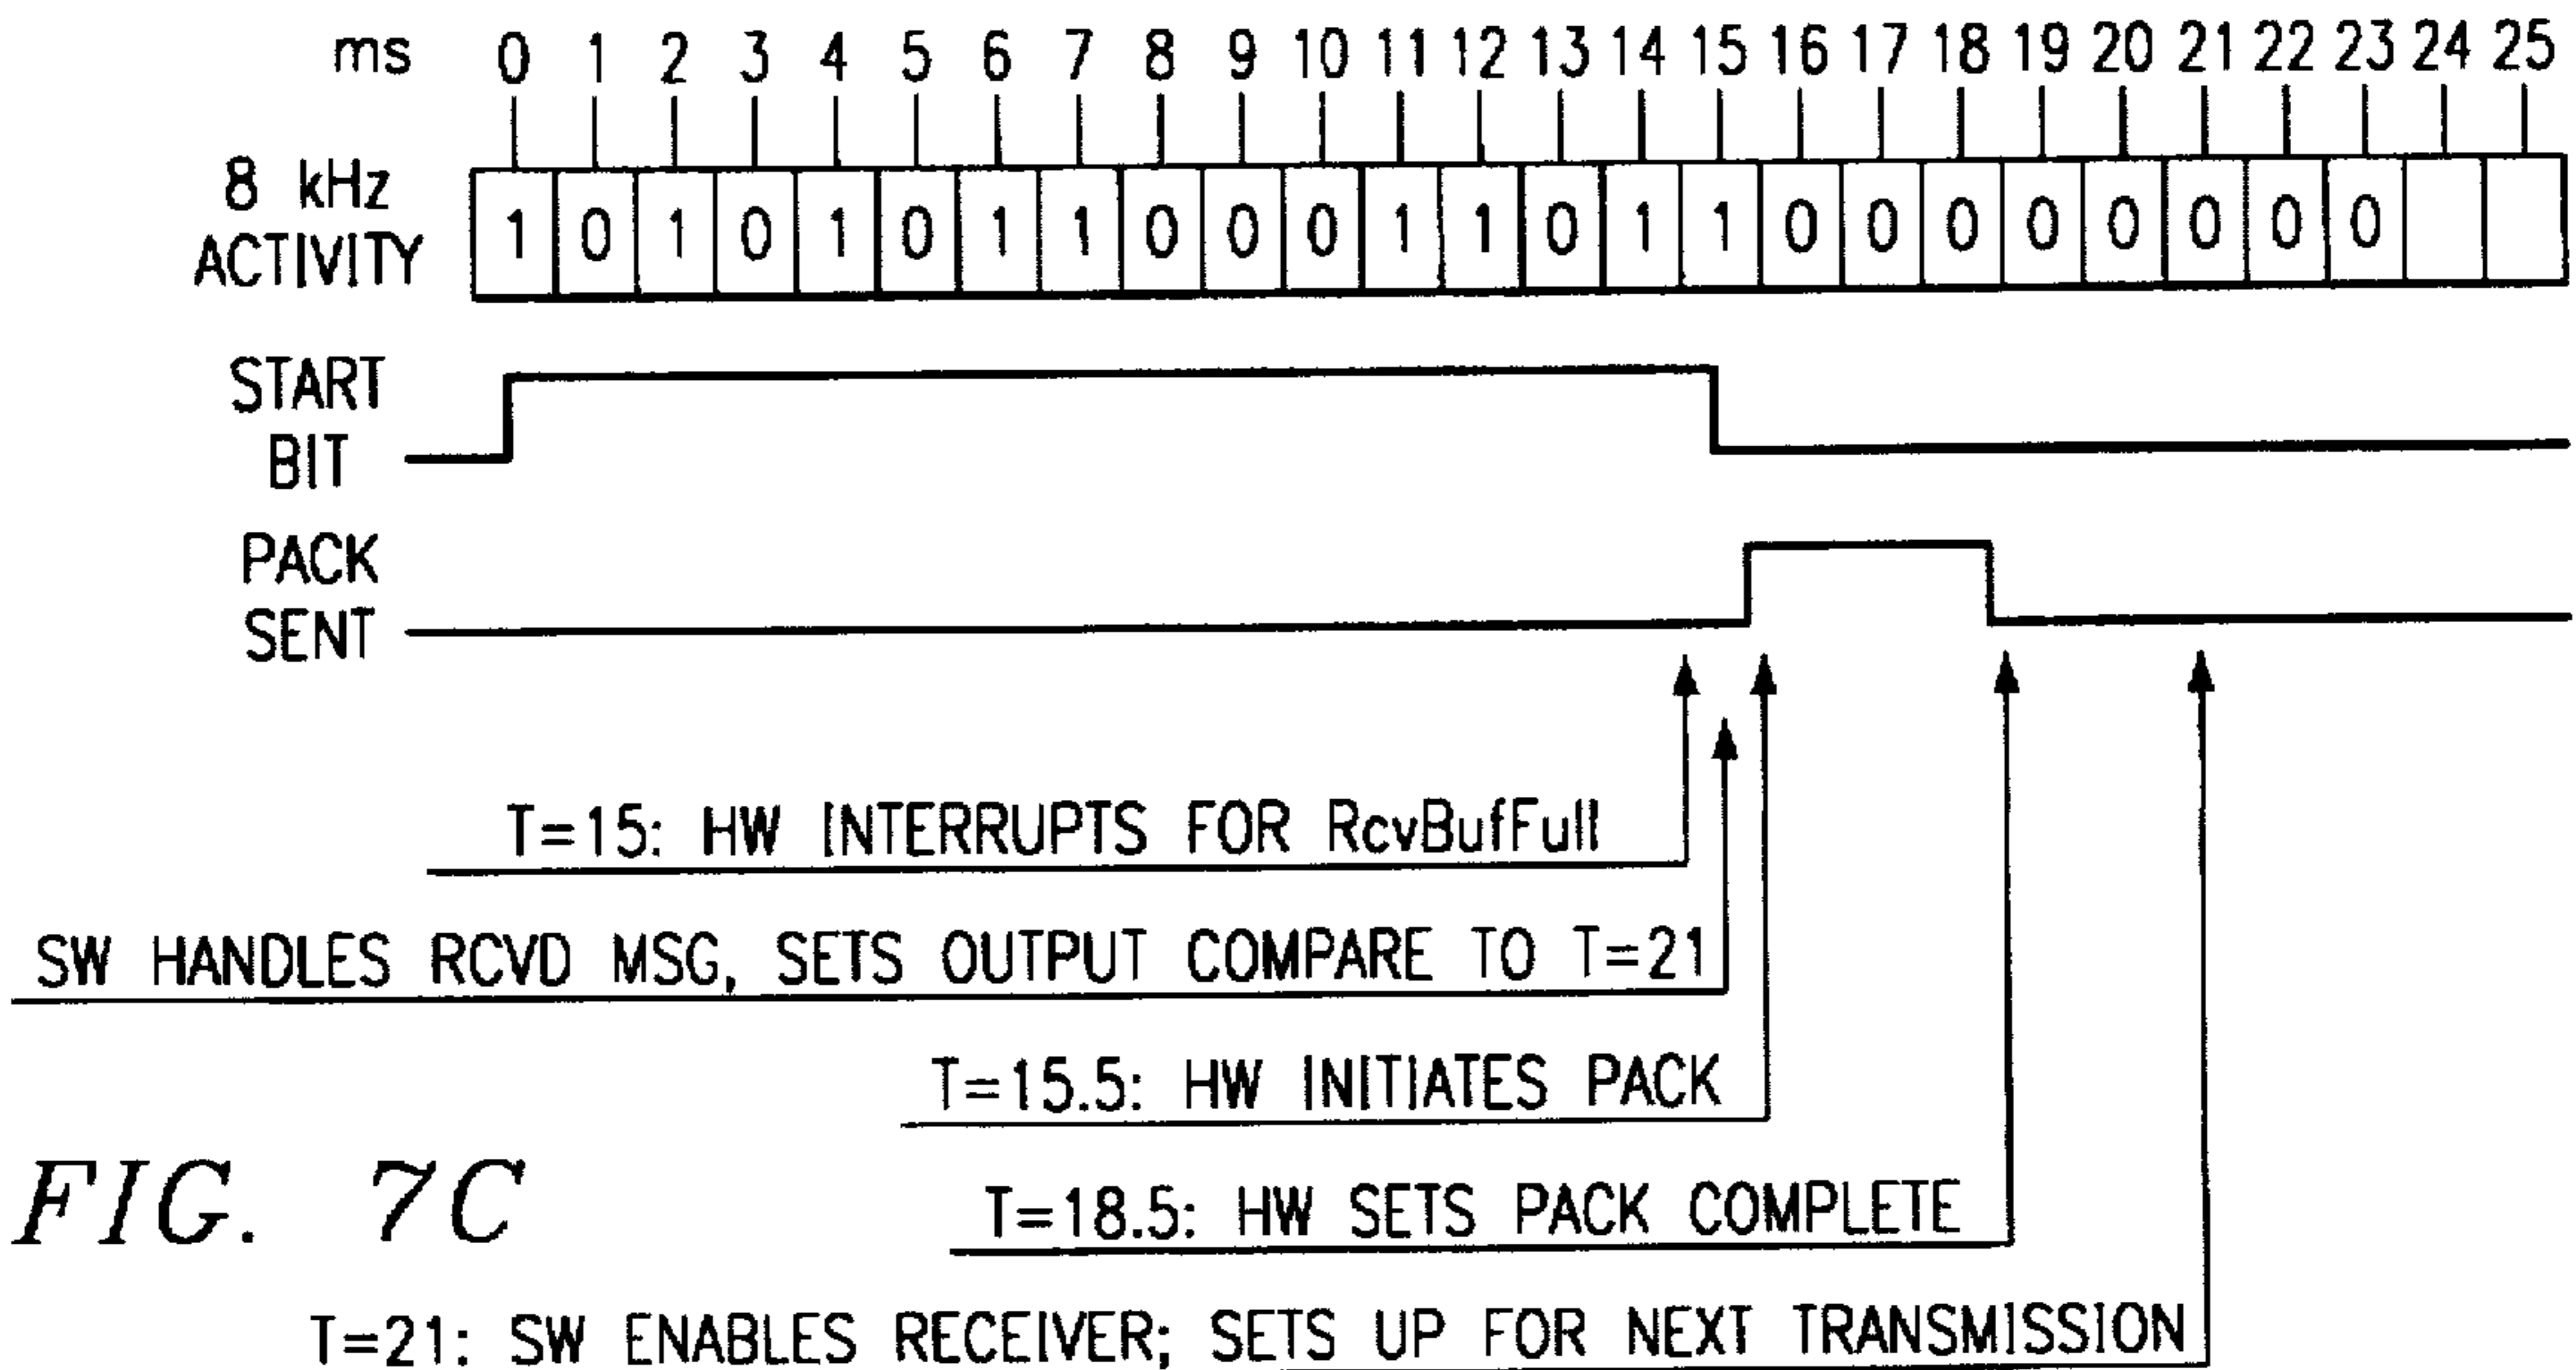 ms 0 1 2 3 4 5 6 7 8 9 10 11 12 13 14 15 16 17 18 19 20 21 22 23 24 25
8 kHz
ACTIVITY
1 0 1 0 1 0 1 1 0 0 0 1 1 0 1 1 0 0 0 0 0 0 0 0
START
BIT
PACK
SENT
T=15: HW INTERRUPTS FOR RcvBufFull
SW HANDLES RCVD MSG, SETS OUTPUT COMPARE TO T=21
T=15.5: HW INITIATES PACK
FIG. 7C
T=18.5: HW SETS PACK COMPLETE
T=21: SW ENABLES RECEIVER; SETS UP FOR NEXT TRANSMISSION